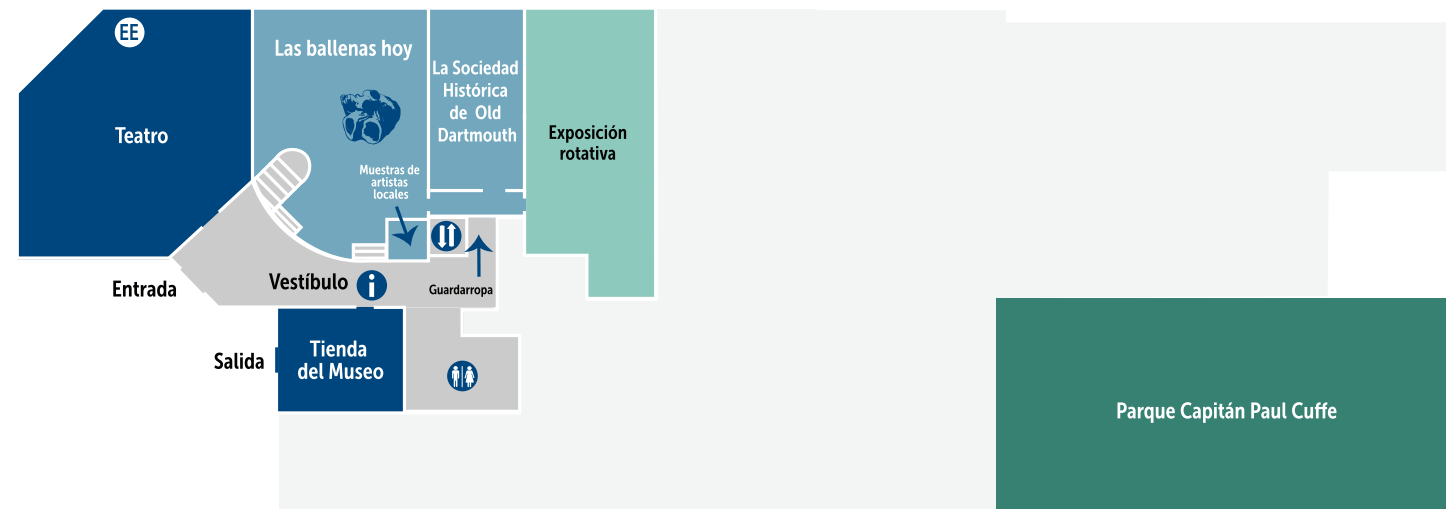 EE
Teatro
Las ballenas hoy
La Sociedad
Histórica
de Old
Dartmouth
Exposición
rotativa
Muestras de
artistas
locales
Entrada
Vestíbulo
i
Guardarropa
Salida
Tienda
del Museo
Parque Capitán Paul Cuffe